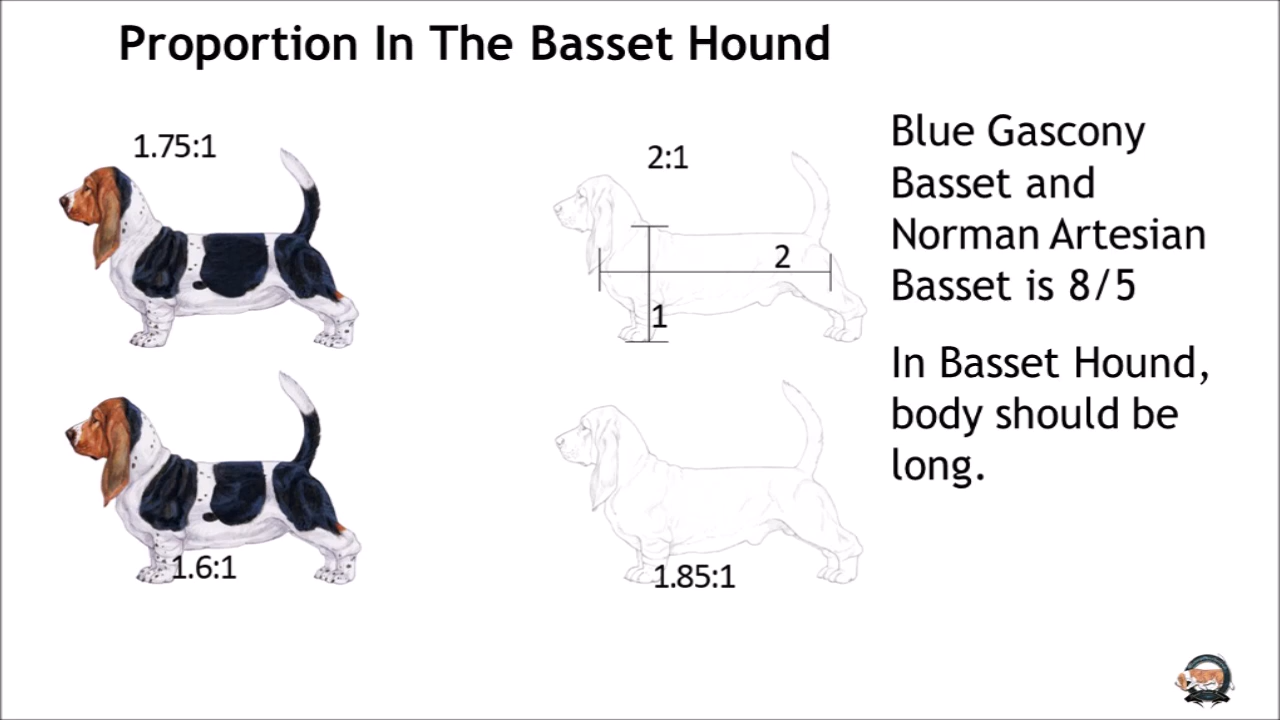 Proportion In The Basset Hound
1.75:1
2:1
2
1
1.6:1
1.85:1
Blue Gascony
Basset and
Norman Artesian
Basset is 8/5
In Basset Hound,
body should be
long.